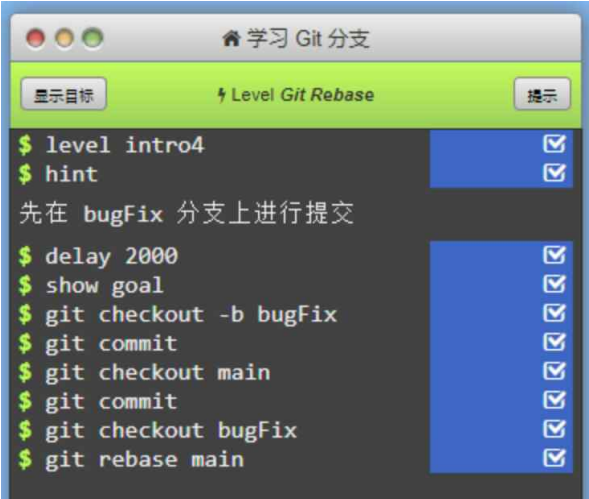 学习 Git 分支
显示目标
Level Git Rebase
提示
$ level intro4
$ hint
先在 bugFix 分支上进行提交
$ delay 2000
$ show goal
$ git checkout -b bugFix
$ git commit
$ git checkout main
$ git commit
$ git checkout bugFix
$ git rebase main